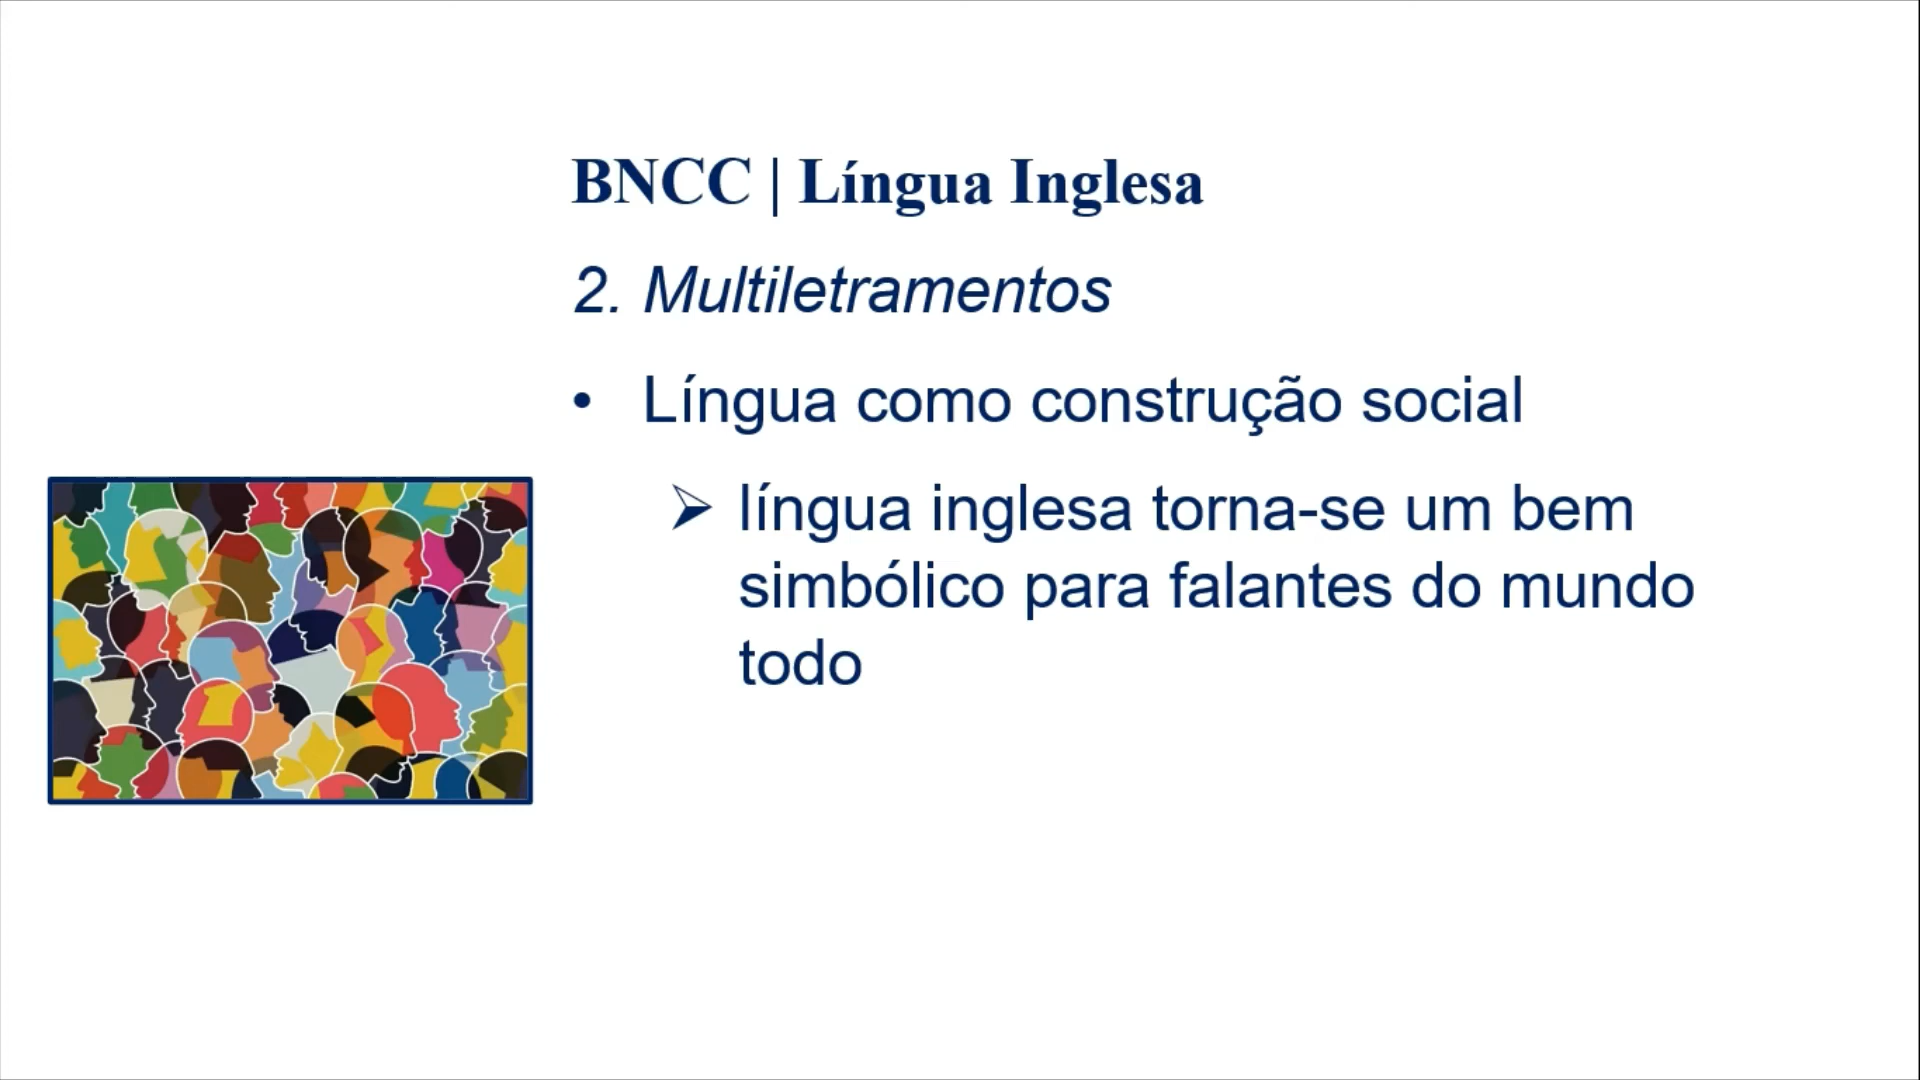 BNCC | Língua Inglesa
2. Multiletramentos
• Língua como construção social
➢ língua inglesa torna-se um bem
simbólico para falantes do mundo
todo